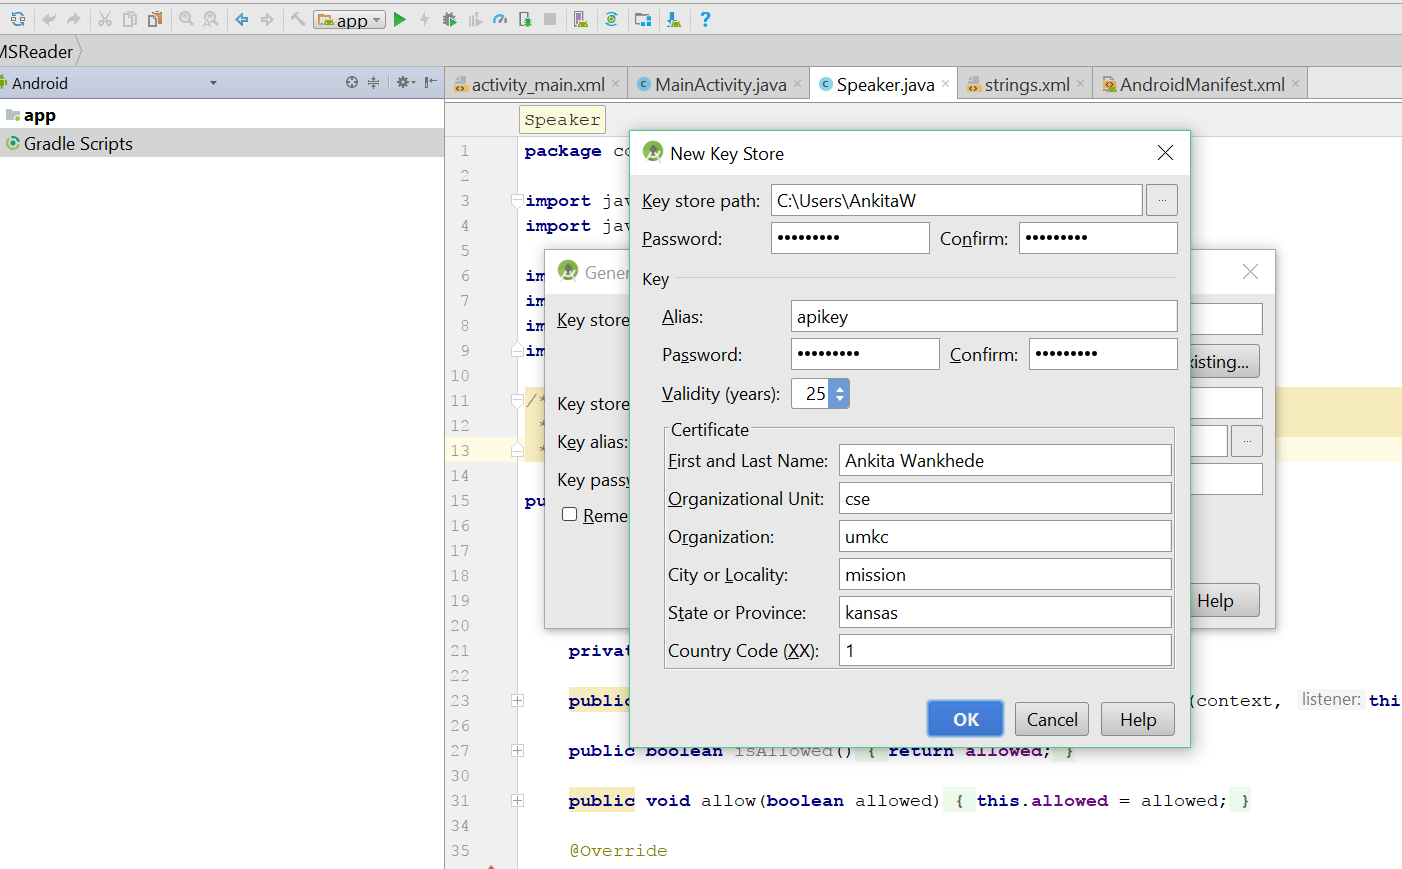 app
MSReader
Android
activity_main.xml
MainActivity.java
Speaker.java
strings.xml
AndroidManifest.xml
app
Gradle Scripts
Speaker
New Key Store
Key store path: C:\Users\AnkitaW ...
Password: ••••••••• Confirm: •••••••••
Key
Alias: apikey
Password: ••••••••• Confirm: •••••••••
Validity (years): 25
Certificate
First and Last Name: Ankita Wankhede
Organizational Unit: cse
Organization: umkc
City or Locality: mission
State or Province: kansas
Country Code (XX): 1
OK Cancel Help
Gener
Key store
xisting...
Key store
Key alias: ...
Key passw
Reme
Help
1 package co
2
3 import jav
4 import jav
5
6 im
7 im
8 im
9 im
10
11 /*
12 *
13 *
14
15 pu
16
17
18
19
20
21 privat
22
23 public (context, listener: thi
26
27 public boolean isAllowed() { return allowed; }
30
31 public void allow(boolean allowed) { this.allowed = allowed; }
34
35 @Override